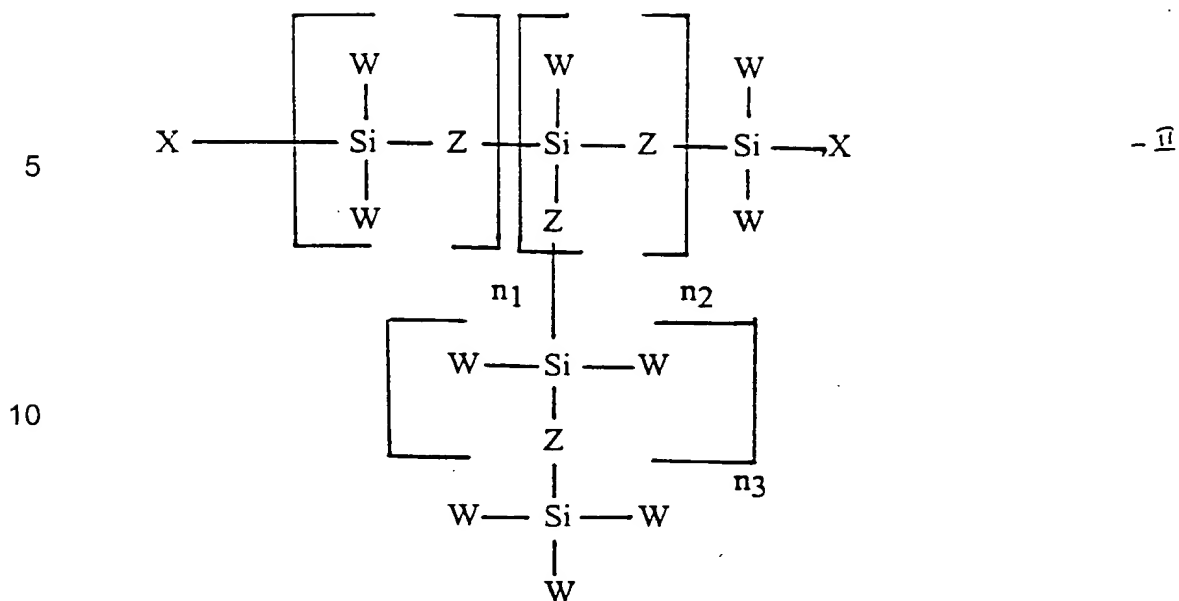 W W W
X Si Z Si Z Si X - II
5
W Z W
n1 n2
W Si W
10
Z
n3
W Si W
W